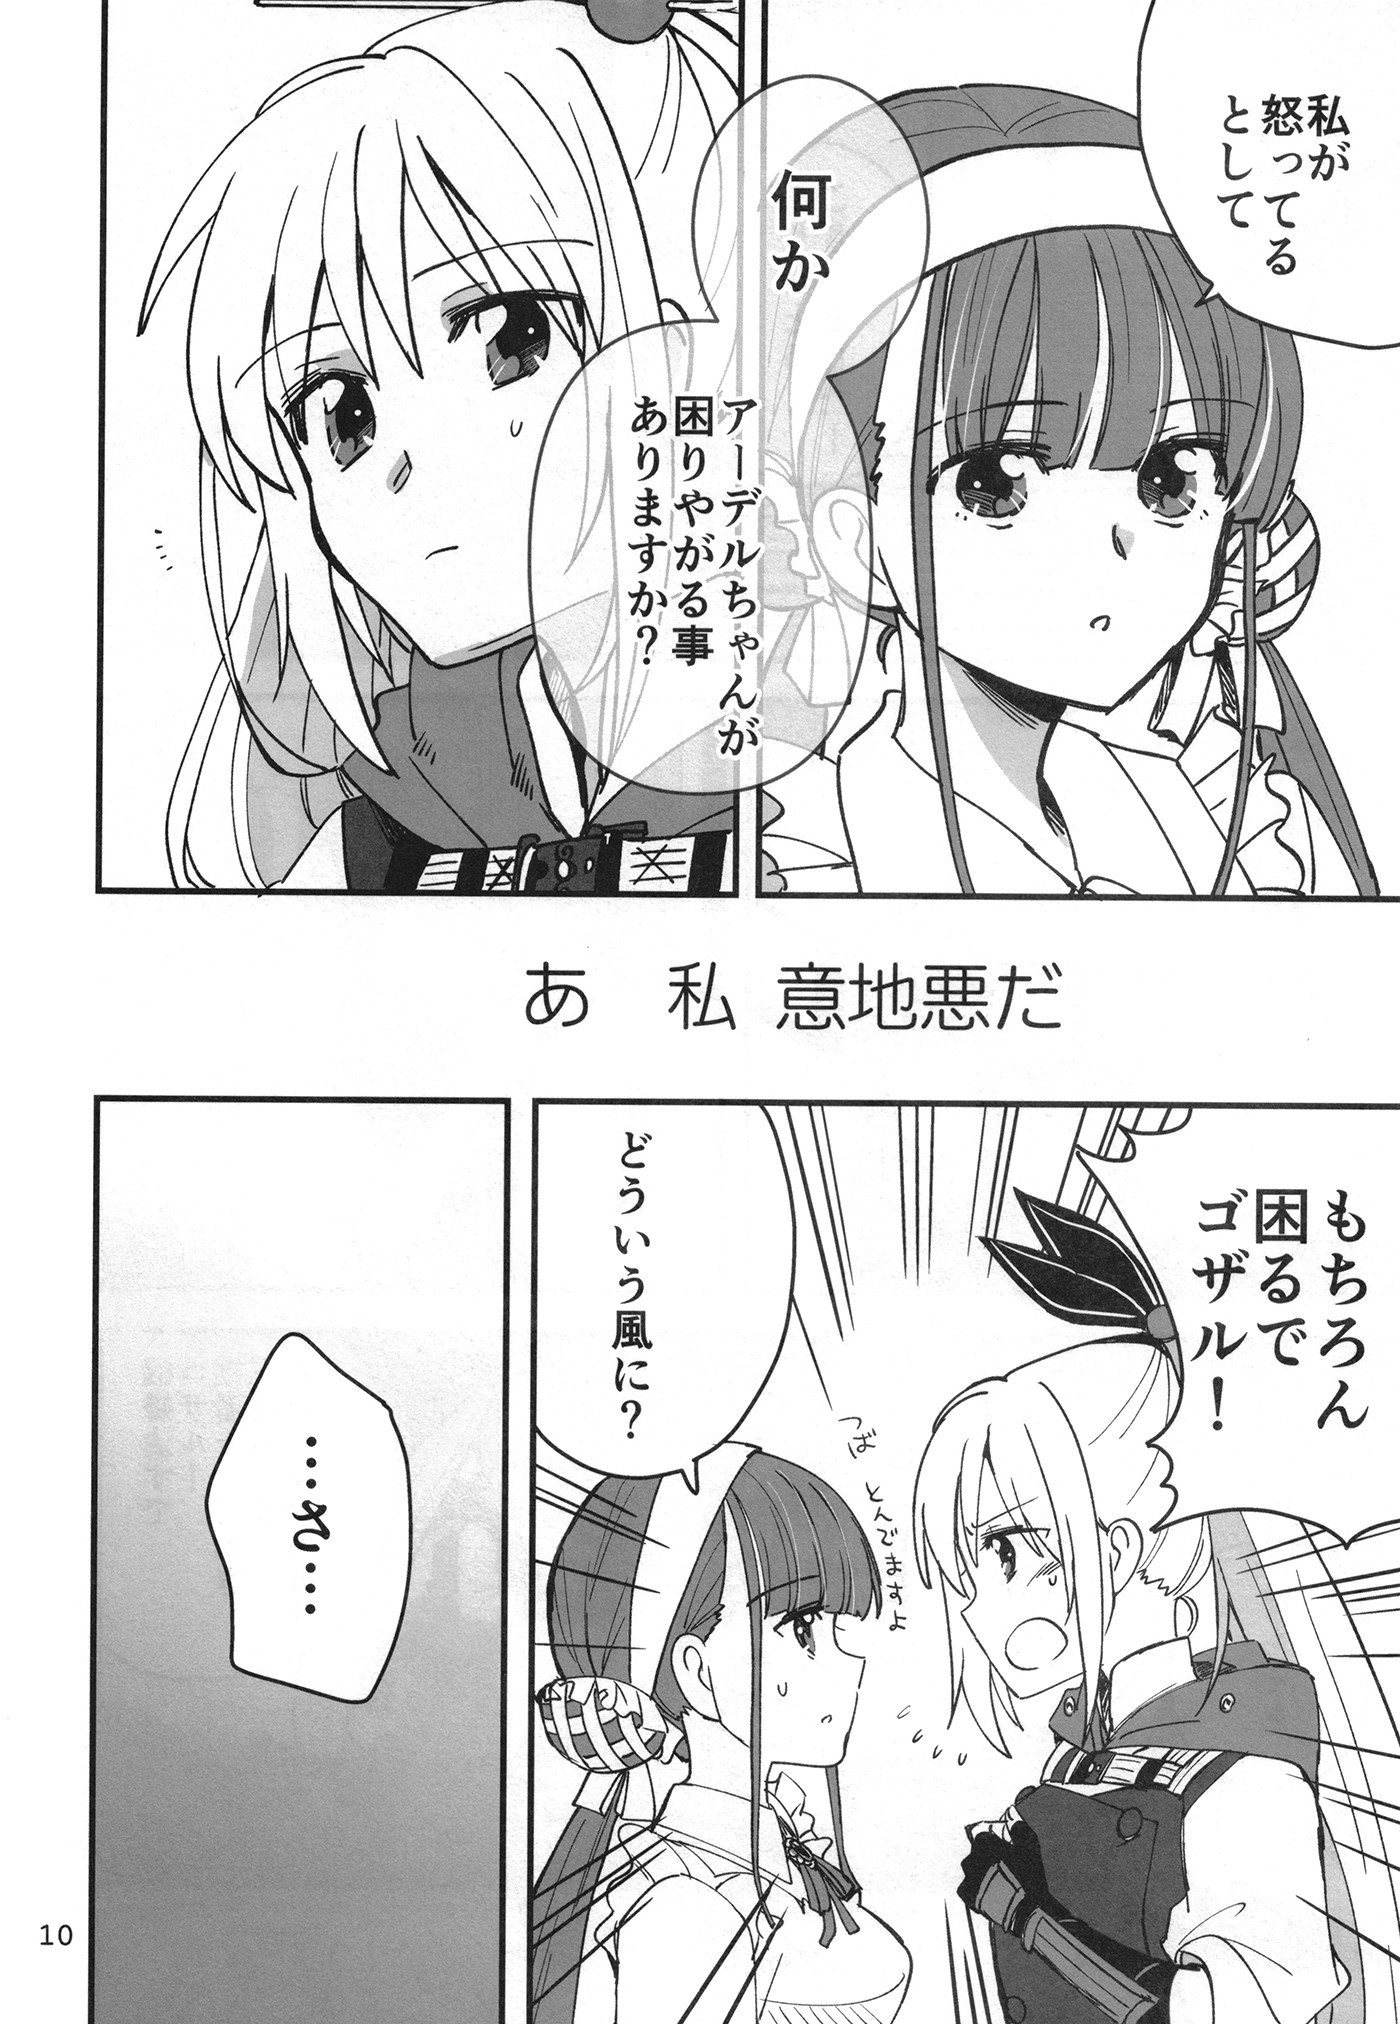 私が
怒ってる
として
何か
アーデルちゃんが
困りやがる事
ありますか？
あ　私　意地悪だ
もちろん
困るで
ゴザル！
つば　とんでますよ
どういう風に？
……さ……
10